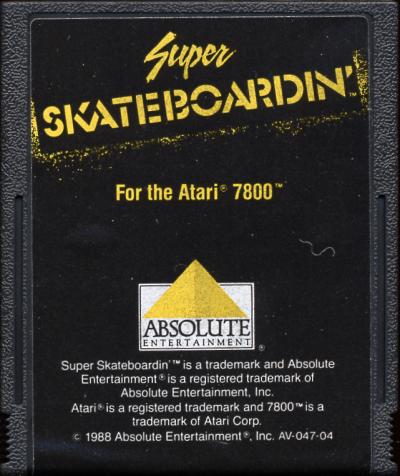 Super
SKATEBOARDIN'™
For the Atari® 7800™
ABSOLUTE
ENTERTAINMENT®
Super Skateboardin'™ is a trademark and Absolute
Entertainment® is a registered trademark of
Absolute Entertainment, Inc.
Atari® is a registered trademark and 7800™ is a
trademark of Atari Corp.
© 1988 Absolute Entertainment®, Inc. AV-047-04